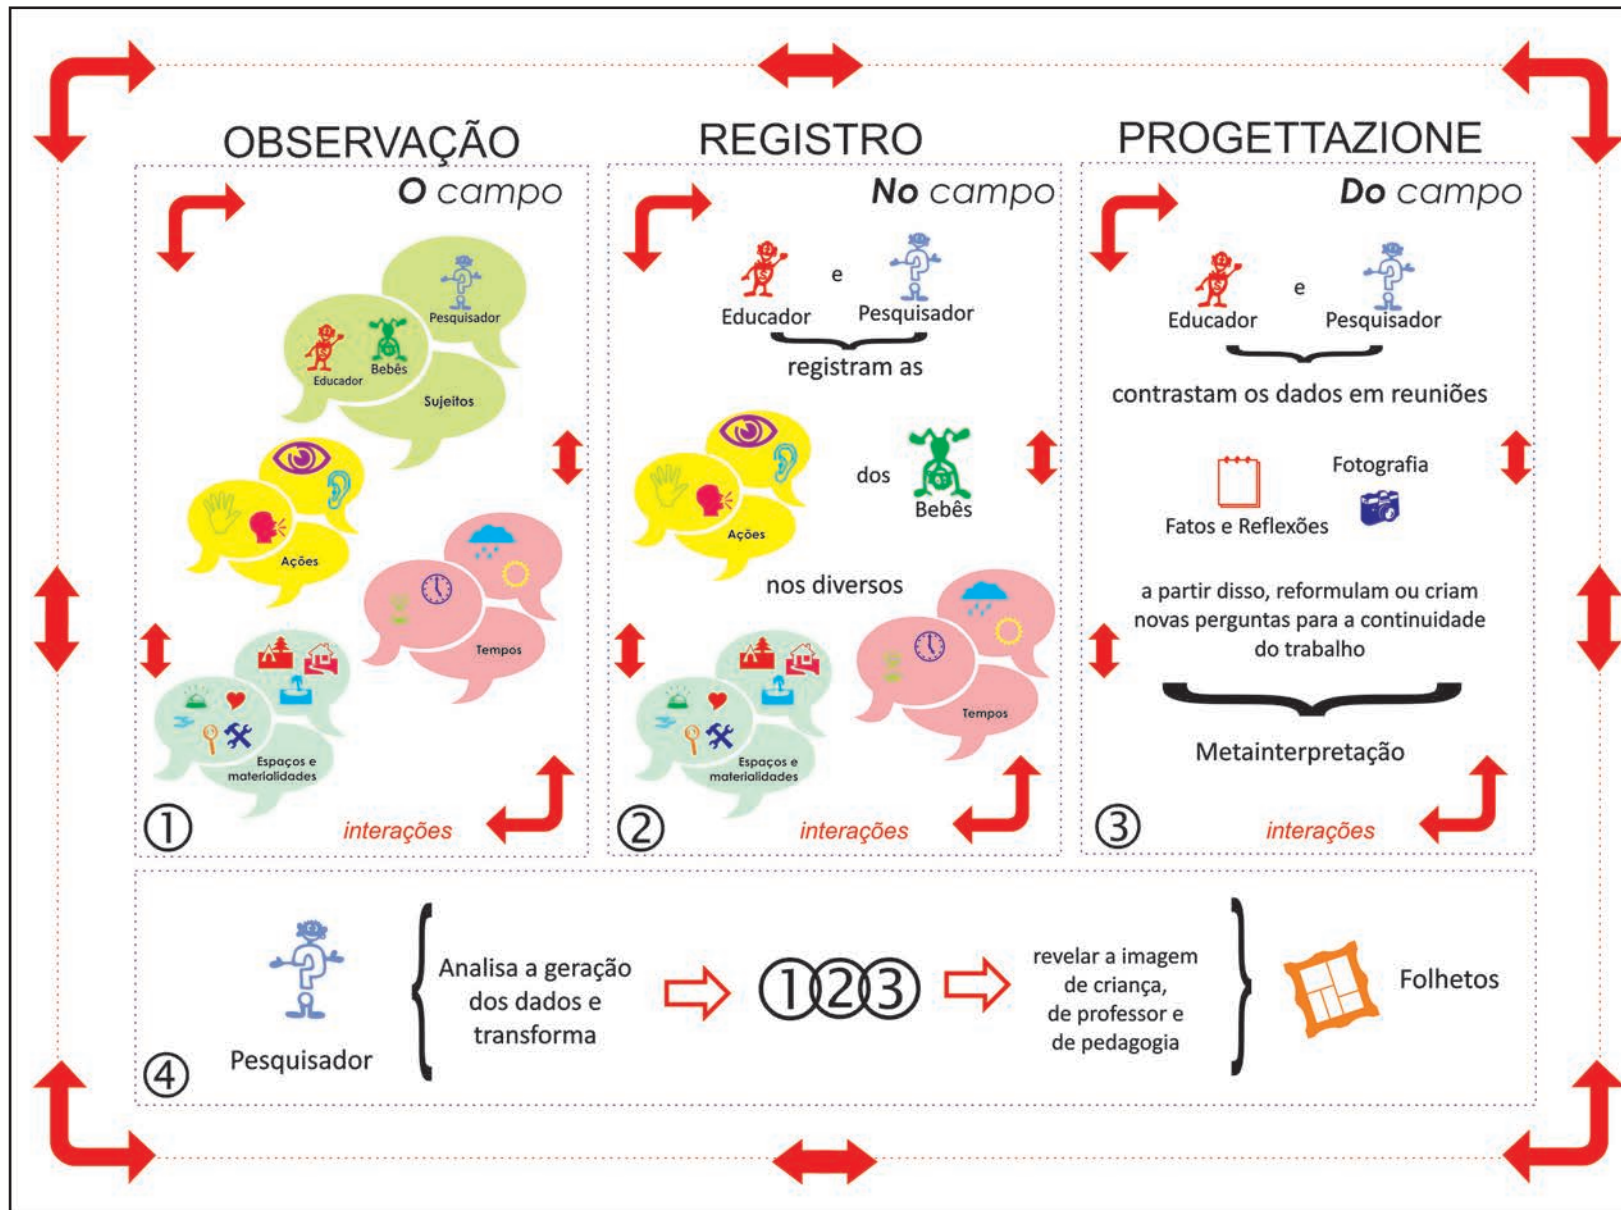 OBSERVAÇÃO
O campo
Pesquisador
Educador
Bebês
Sujeitos
Ações
Tempos
Espaços e
materialidades
①
interações
REGISTRO
No campo
e
Educador
Pesquisador
registram as
dos
Bebês
Ações
nos diversos
Tempos
Espaços e
materialidades
②
interações
PROGETTAZIONE
Do campo
e
Educador
Pesquisador
contrastam os dados em reuniões
Fotografia
Fatos e Reflexões
a partir disso, reformulam ou criam
novas perguntas para a continuidade
do trabalho
Metainterpretação
③
interações
④
Pesquisador
Analisa a geração
dos dados e
transforma
①②③
revelar a imagem
de criança,
de professor e
de pedagogia
Folhetos